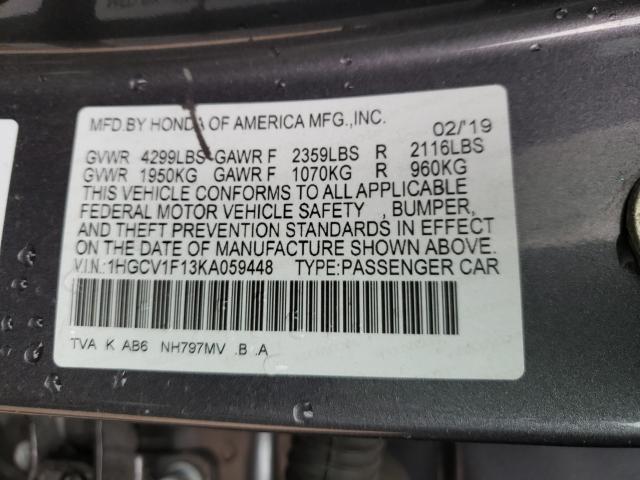 MFD.BY HONDA OF AMERICA MFG.,INC. 02/'19
GVWR 4299LBS GAWR F 2359LBS R 2116LBS
GVWR 1950KG GAWR F 1070KG R 960KG
THIS VEHICLE CONFORMS TO ALL APPLICABLE
FEDERAL MOTOR VEHICLE SAFETY , BUMPER,
AND THEFT PREVENTION STANDARDS IN EFFECT
ON THE DATE OF MANUFACTURE SHOWN ABOVE.
V.I.N.:1HGCV1F13KA059448 TYPE:PASSENGER CAR
TVA K AB6 NH797MV .B .A